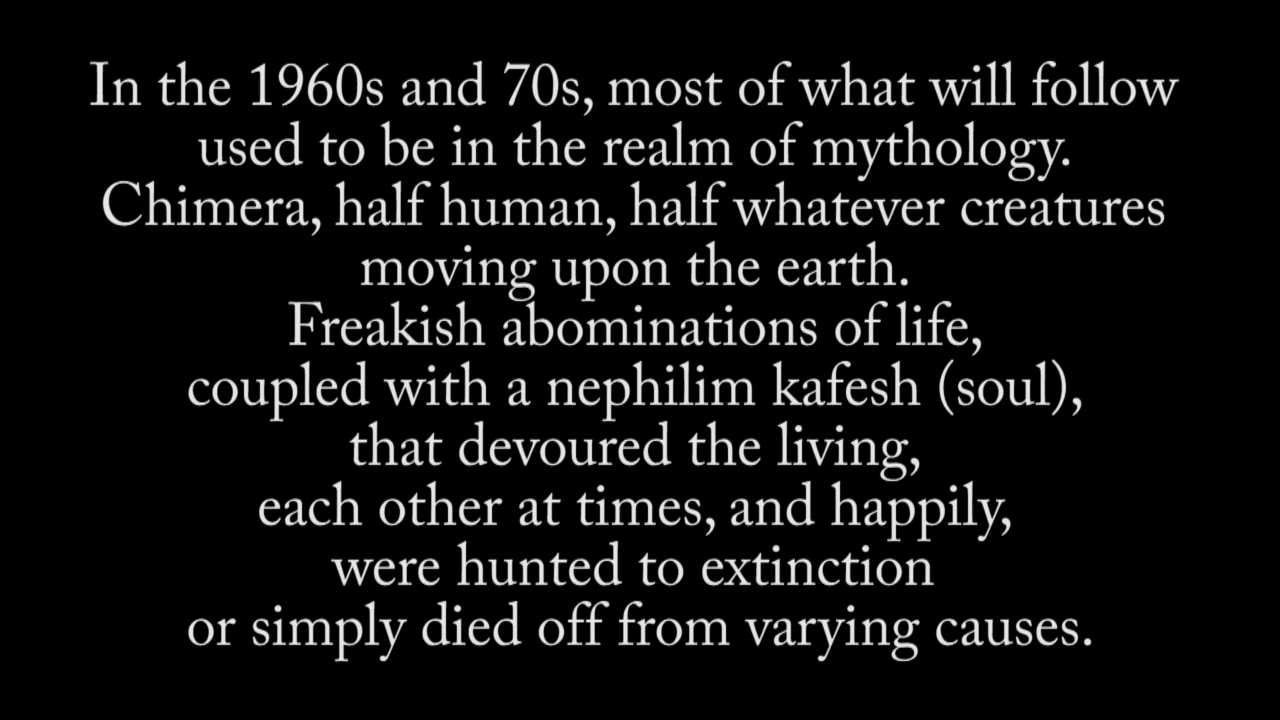 In the 1960s and 70s, most of what will follow
used to be in the realm of mythology.
Chimera, half human, half whatever creatures
moving upon the earth.
Freakish abominations of life,
coupled with a nephilim kafesh (soul),
that devoured the living,
each other at times, and happily,
were hunted to extinction
or simply died off from varying causes.